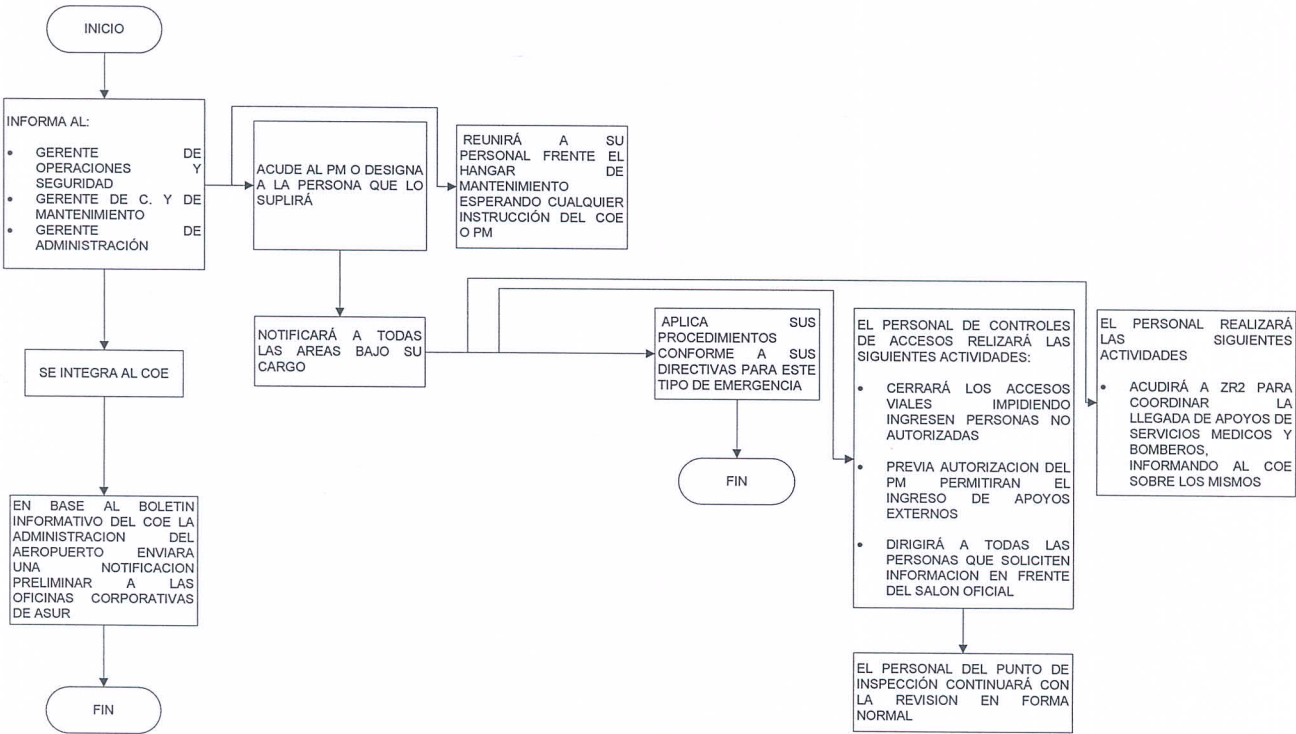 INICIO
INFORMA AL:
• GERENTE DE
OPERACIONES Y
SEGURIDAD
• GERENTE DE C. Y DE
MANTENIMIENTO
• GERENTE DE
ADMINISTRACIÓN
ACUDE AL PM O DESIGNA
A LA PERSONA QUE LO
SUPLIRÁ
REUNIRÁ A SU
PERSONAL FRENTE EL
HANGAR DE
MANTENIMIENTO
ESPERANDO CUALQUIER
INSTRUCCIÓN DEL COE
O PM
SE INTEGRA AL COE
NOTIFICARÁ A TODAS
LAS AREAS BAJO SU
CARGO
APLICA SUS
PROCEDIMIENTOS
CONFORME A SUS
DIRECTIVAS PARA ESTE
TIPO DE EMERGENCIA
FIN
EL PERSONAL DE CONTROLES
DE ACCESOS RELIZARÁ LAS
SIGUIENTES ACTIVIDADES:
• CERRARÁ LOS ACCESOS
VIALES IMPIDIENDO
INGRESEN PERSONAS NO
AUTORIZADAS
• PREVIA AUTORIZACION DEL
PM PERMITIRAN EL
INGRESO DE APOYOS
EXTERNOS
• DIRIGIRÁ A TODAS LAS
PERSONAS QUE SOLICITEN
INFORMACION EN FRENTE
DEL SALON OFICIAL
EL PERSONAL REALIZARÁ
LAS SIGUIENTES
ACTIVIDADES
• ACUDIRÁ A ZR2 PARA
COORDINAR LA
LLEGADA DE APOYOS DE
SERVICIOS MEDICOS Y
BOMBEROS,
INFORMANDO AL COE
SOBRE LOS MISMOS
EN BASE AL BOLETIN
INFORMATIVO DEL COE LA
ADMINISTRACION DEL
AEROPUERTO ENVIARA
UNA NOTIFICACION
PRELIMINAR A LAS
OFICINAS CORPORATIVAS
DE ASUR
FIN
EL PERSONAL DEL PUNTO DE
INSPECCIÓN CONTINUARÁ CON
LA REVISION EN FORMA
NORMAL